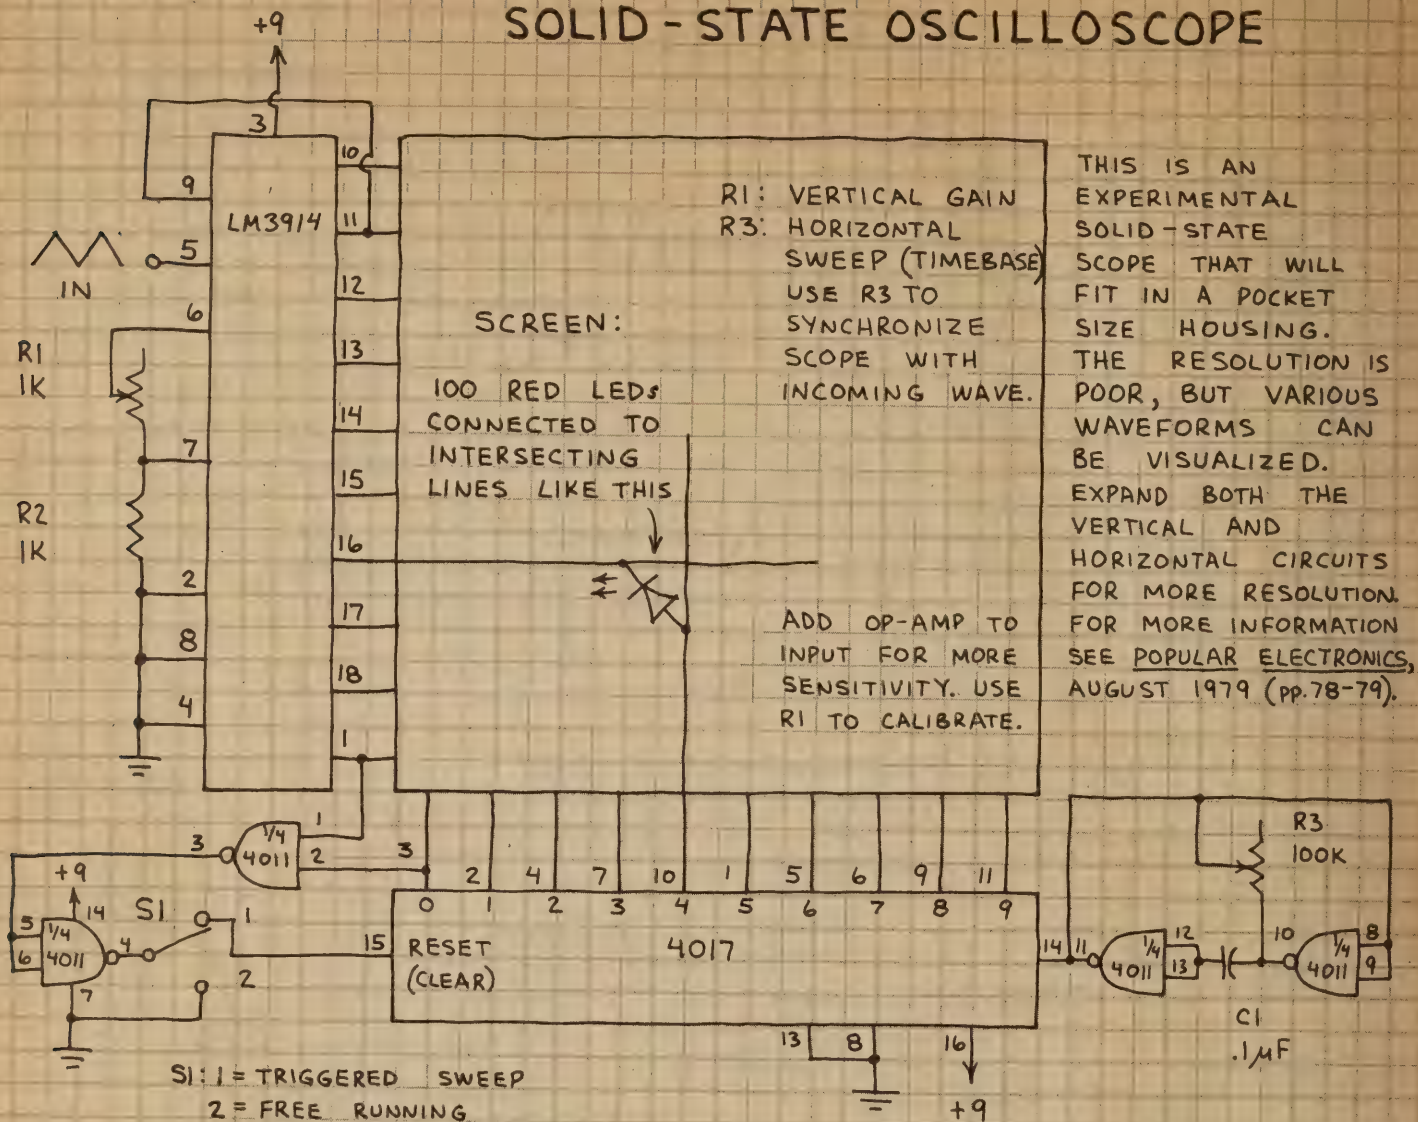 SOLID-STATE OSCILLOSCOPE
+9
3
10
9
LM3914
11
5
IN
12
6
13
R1
1K
14
7
15
R2
1K
16
2
17
8
18
4
1
SCREEN:
100 RED LEDs
CONNECTED TO
INTERSECTING
LINES LIKE THIS
R1: VERTICAL GAIN
R3: HORIZONTAL
SWEEP (TIMEBASE)
USE R3 TO
SYNCHRONIZE
SCOPE WITH
INCOMING WAVE.
ADD OP-AMP TO
INPUT FOR MORE
SENSITIVITY. USE
R1 TO CALIBRATE.
THIS IS AN
EXPERIMENTAL
SOLID-STATE
SCOPE THAT WILL
FIT IN A POCKET
SIZE HOUSING.
THE RESOLUTION IS
POOR, BUT VARIOUS
WAVEFORMS CAN
BE VISUALIZED.
EXPAND BOTH THE
VERTICAL AND
HORIZONTAL CIRCUITS
FOR MORE RESOLUTION.
FOR MORE INFORMATION
SEE POPULAR ELECTRONICS,
AUGUST 1979 (pp.78-79).
3
1/4
4011
1
2
3 2 4 7 10 1 5 6 9 11
0 1 2 3 4 5 6 7 8 9
+9
14
5
6
1/4
4011
4
7
S1
1
2
15
RESET
(CLEAR)
4017
14
13
8
16
+9
11
1/4
4011
12
13
10
1/4
4011
8
9
R3
100K
C1
.1µF
S1: 1 = TRIGGERED SWEEP
2 = FREE RUNNING